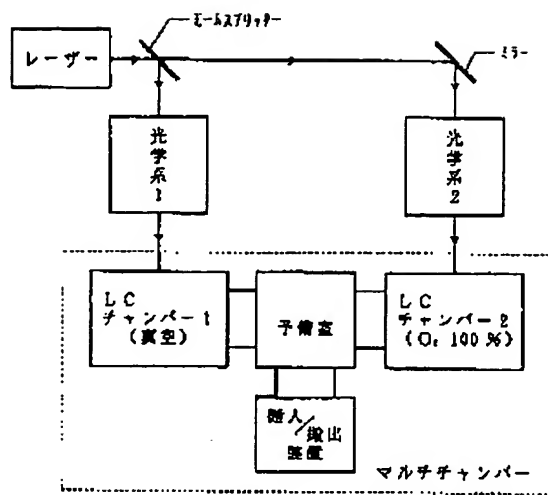 ビームスプリッター
ミラー
レーザー
光学系1
光学系2
LC
チャンバー1
(真空)
予備室
LC
チャンバー2
(O₂ 100%)
搬入/搬出
装置
マルチチャンバー